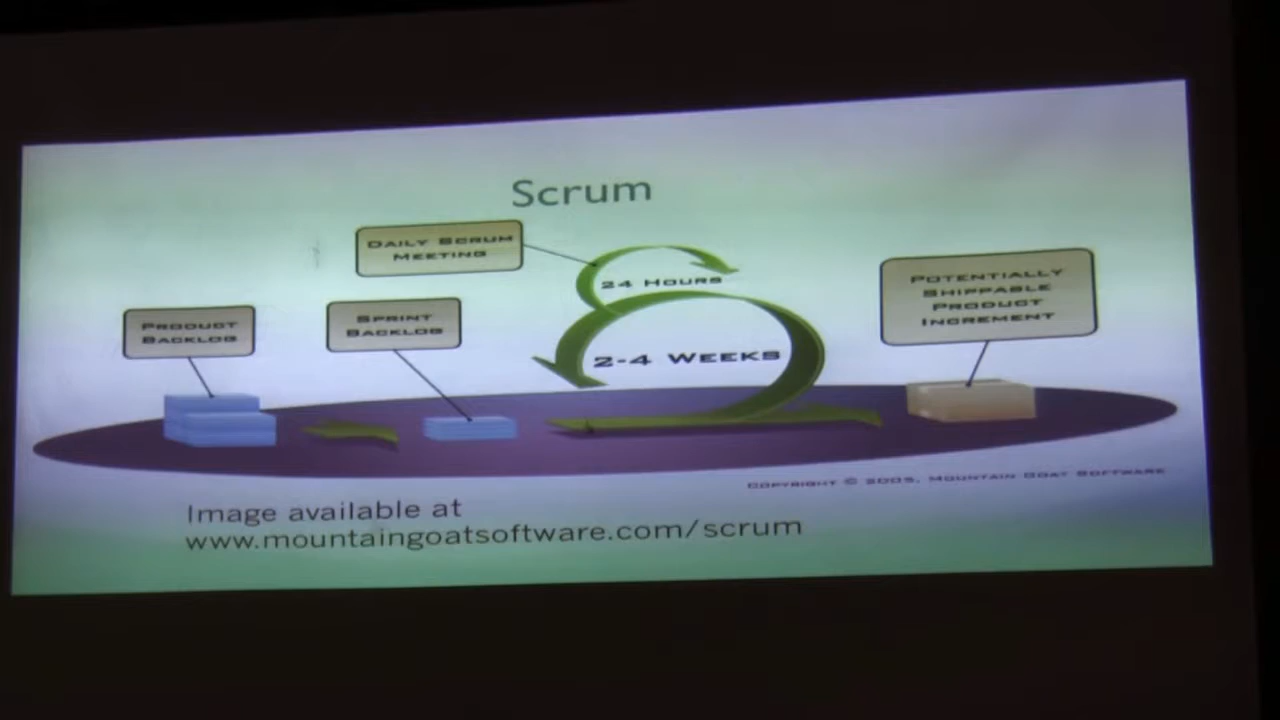 Scrum
DAILY SCRUM
MEETING
24 HOURS
PRODUCT
BACKLOG
SPRINT
BACKLOG
2-4 WEEKS
POTENTIALLY
SHIPPABLE
PRODUCT
INCREMENT
COPYRIGHT © 2005, MOUNTAIN GOAT SOFTWARE
Image available at
www.mountaingoatsoftware.com/scrum